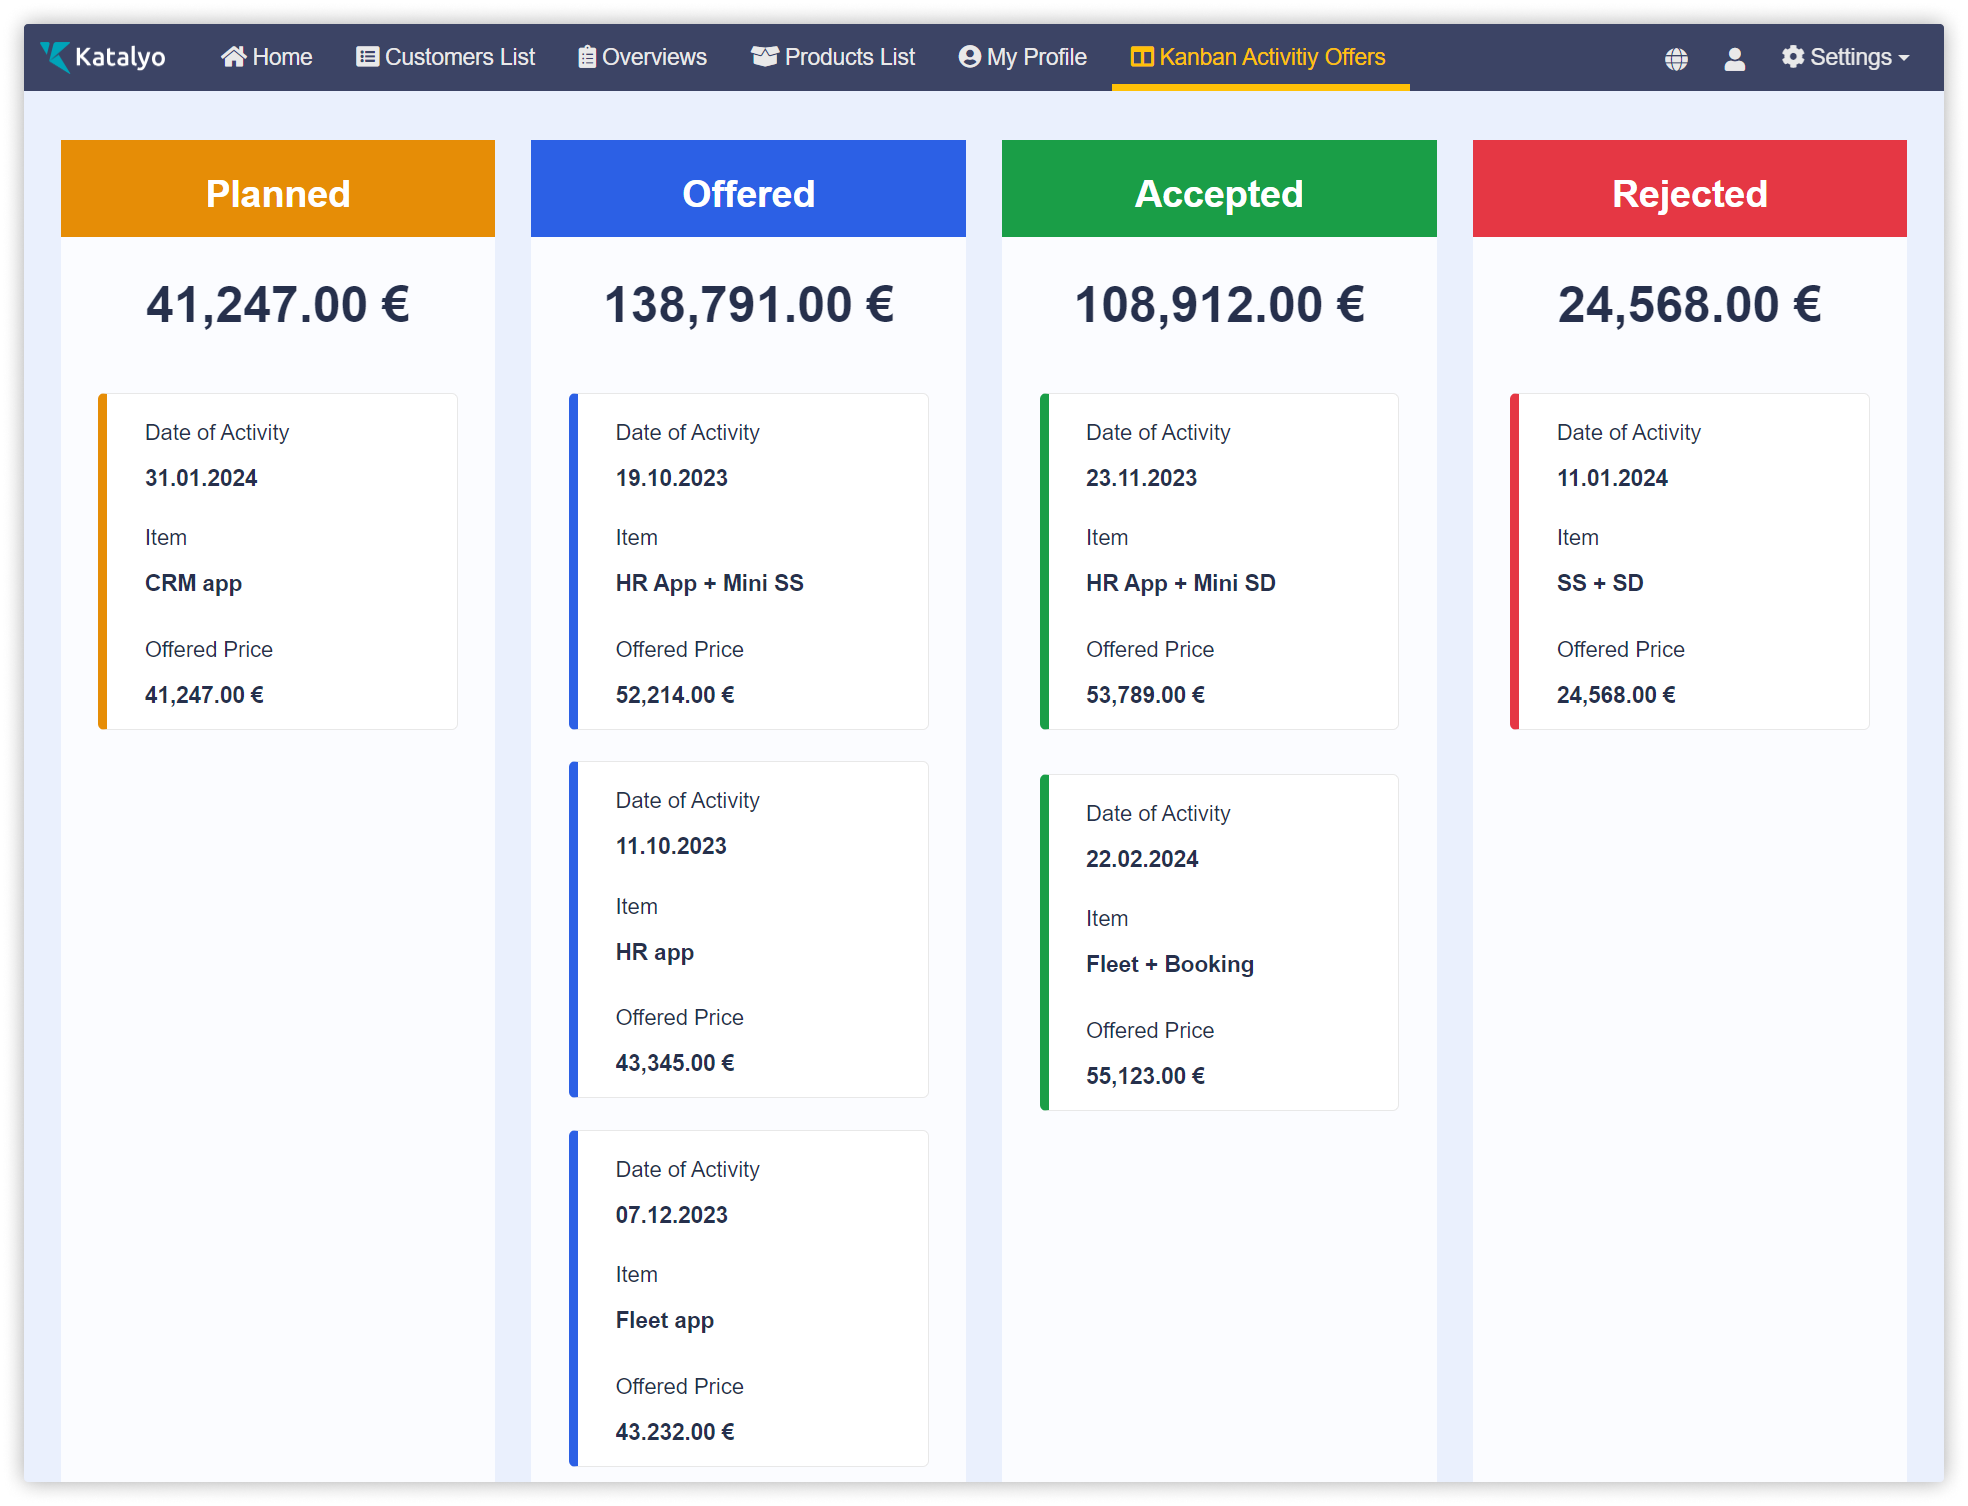 Katalyo Home Customers List Overviews Products List My Profile Kanban Activitiy Offers Settings
Planned
41,247.00 €
Date of Activity
31.01.2024
Item
CRM app
Offered Price
41,247.00 €
Offered
138,791.00 €
Date of Activity
19.10.2023
Item
HR App + Mini SS
Offered Price
52,214.00 €
Date of Activity
11.10.2023
Item
HR app
Offered Price
43,345.00 €
Date of Activity
07.12.2023
Item
Fleet app
Offered Price
43.232.00 €
Accepted
108,912.00 €
Date of Activity
23.11.2023
Item
HR App + Mini SD
Offered Price
53,789.00 €
Date of Activity
22.02.2024
Item
Fleet + Booking
Offered Price
55,123.00 €
Rejected
24,568.00 €
Date of Activity
11.01.2024
Item
SS + SD
Offered Price
24,568.00 €